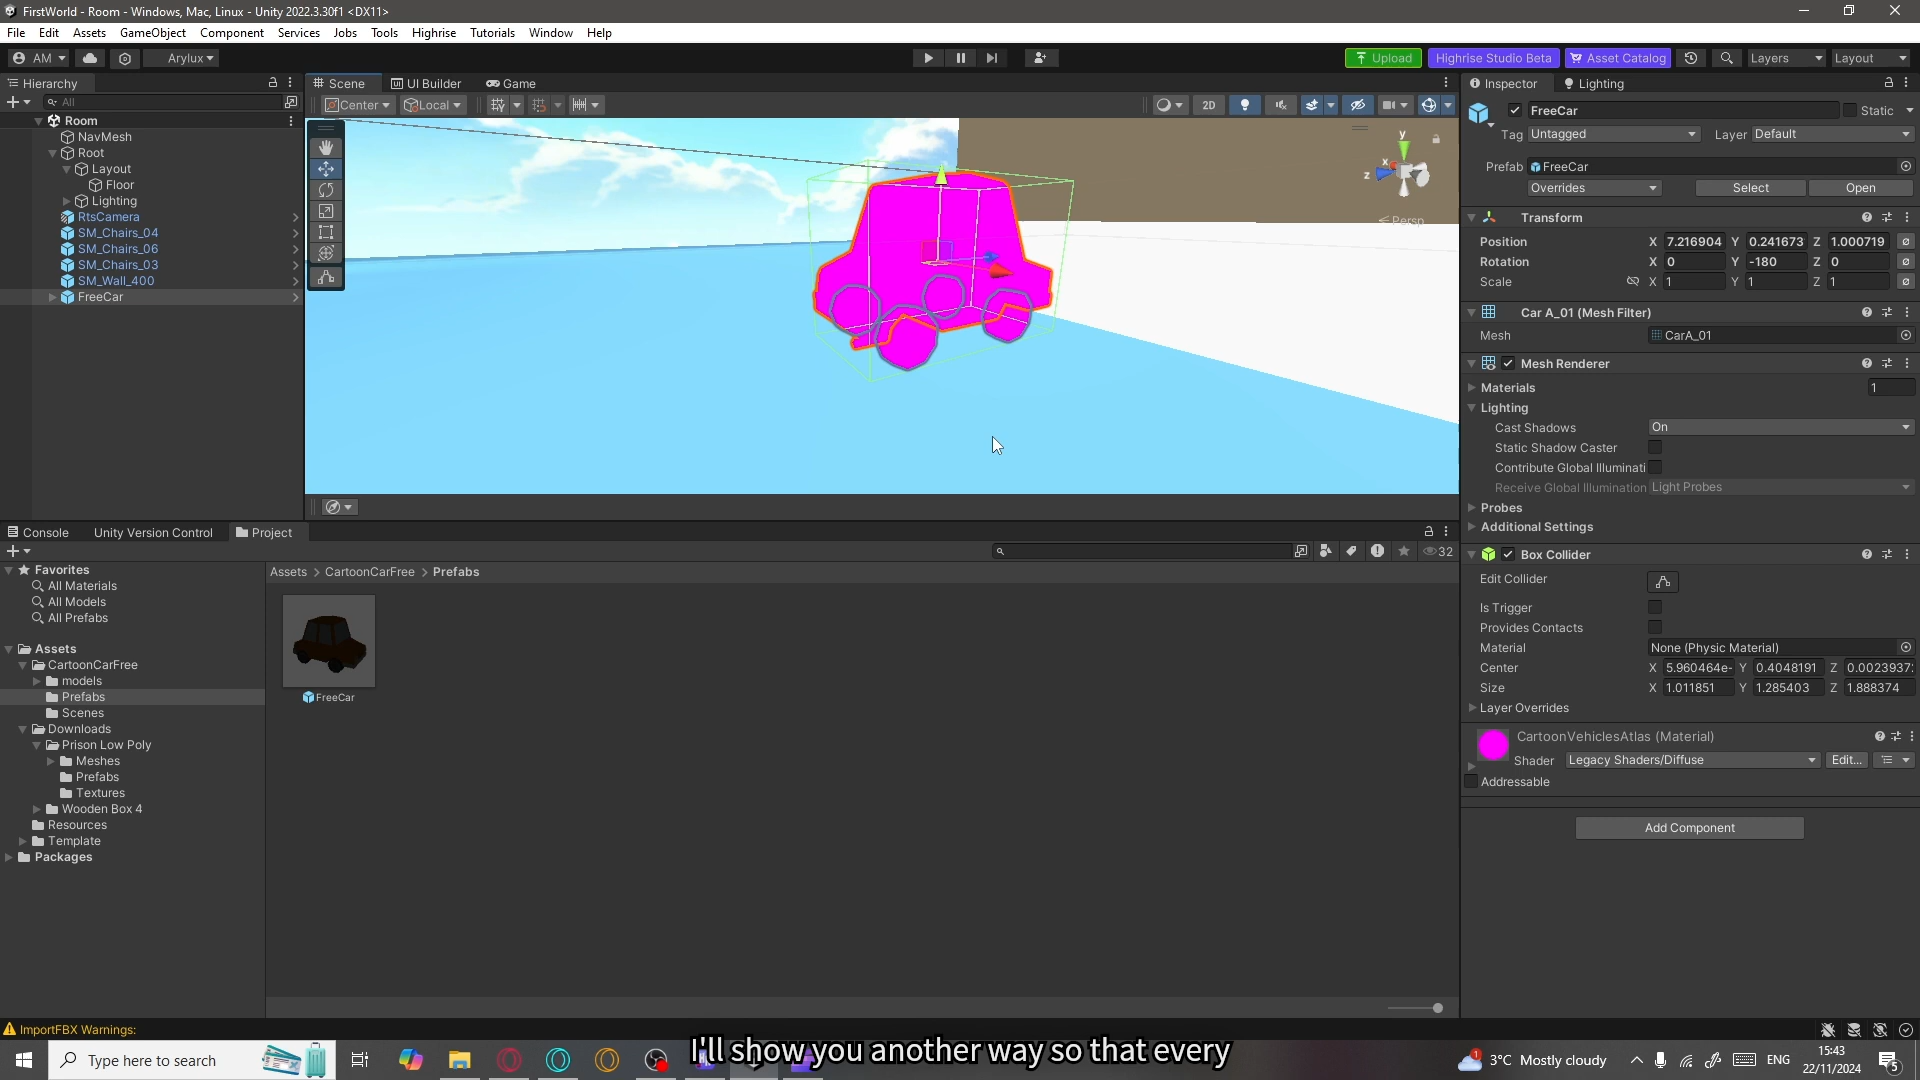 FirstWorld - Room - Windows, Mac, Linux - Unity 2022.3.30f1 <DX11>
File Edit Assets GameObject Component Services Jobs Tools Highrise Tutorials Window Help
AM Arylux Upload Highrise Studio Beta Asset Catalog Layers Layout
Hierarchy
All
Room
NavMesh
Root
Layout
Floor
Lighting
RtsCamera
SM_Chairs_04
SM_Chairs_06
SM_Chairs_03
SM_Wall_400
FreeCar
Scene UI Builder Game
Center Local 2D
y
x
z
Persp
Inspector Lighting
FreeCar Static
Tag Untagged Layer Default
Prefab FreeCar
Overrides Select Open
Transform
Position X 7.216904 Y 0.241673 Z 1.000719
Rotation X 0 Y -180 Z 0
Scale X 1 Y 1 Z 1
Car A_01 (Mesh Filter)
Mesh CarA_01
Mesh Renderer
Materials 1
Lighting
Cast Shadows On
Static Shadow Caster
Contribute Global Illuminati
Receive Global Illumination Light Probes
Probes
Additional Settings
Box Collider
Edit Collider
Is Trigger
Provides Contacts
Material None (Physic Material)
Center X 5.960464e- Y 0.4048191 Z 0.0023937
Size X 1.011851 Y 1.285403 Z 1.888374
Layer Overrides
CartoonVehiclesAtlas (Material)
Shader Legacy Shaders/Diffuse Edit...
Addressable
Add Component
Console Unity Version Control Project
32
Favorites
All Materials
All Models
All Prefabs
Assets
CartoonCarFree
models
Prefabs
Scenes
Downloads
Prison Low Poly
Meshes
Prefabs
Textures
Wooden Box 4
Resources
Template
Packages
Assets > CartoonCarFree > Prefabs
FreeCar
ImportFBX Warnings:
I'll show you another way so that every
Type here to search
1 3°C Mostly cloudy ENG 15:43
22/11/2024
5